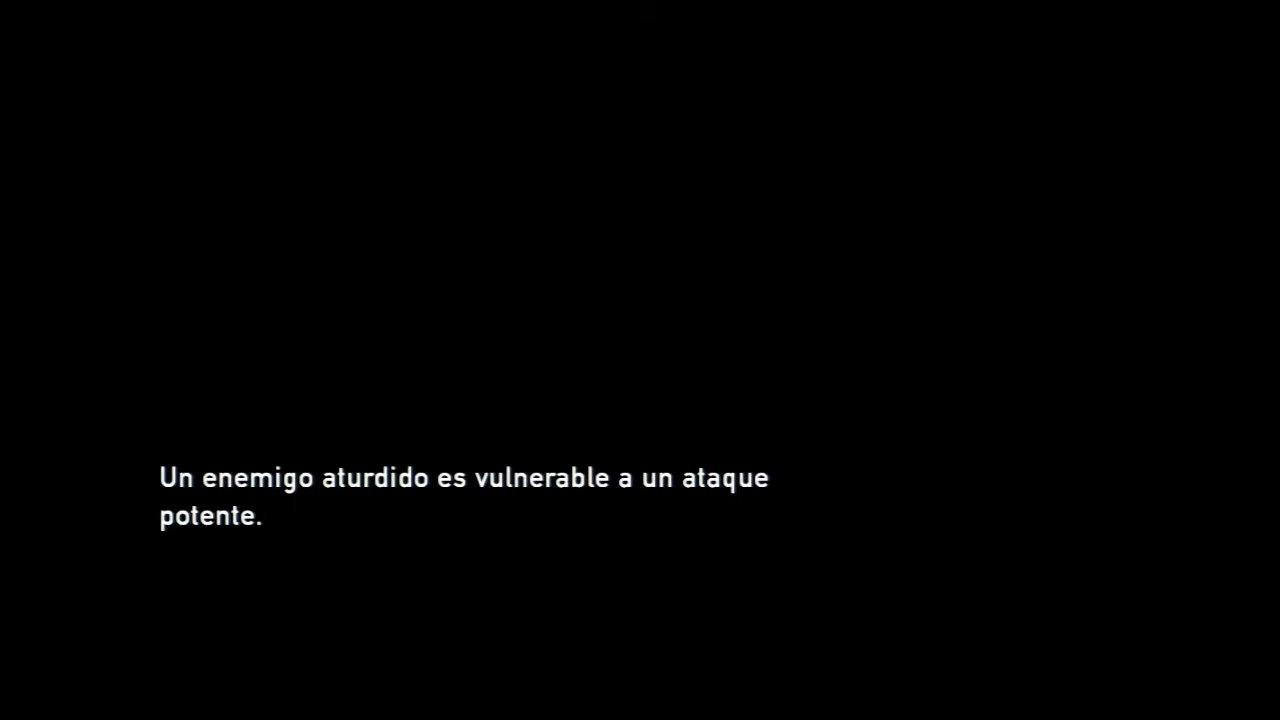 Un enemigo aturdido es vulnerable a un ataque
potente.